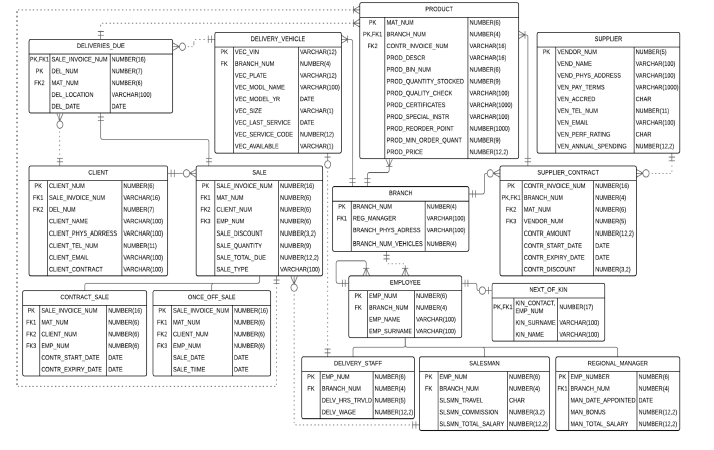 PRODUCT
PK MAT_NUM NUMBER(6)
PK,FK1 BRANCH_NUM NUMBER(4)
FK2 CONTR_INVOICE_NUM VARCHAR(16)
PROD_DESCR VARCHAR(16)
PROD_BIN_NUM NUMBER(6)
PROD_QUANTITY_STOCKED NUMBER(9)
PROD_QUALITY_CHECK VARCHAR(100)
PROD_CERTIFICATES VARCHAR(1000)
PROD_SPECIAL_INSTR VARCHAR(100)
PROD_REORDER_POINT NUMBER(1000)
PROD_MIN_ORDER_QUANT NUMBER(9)
PROD_PRICE NUMBER(12,2)
DELIVERIES_DUE
PK,FK1 SALE_INVOICE_NUM NUMBER(16)
PK DEL_NUM NUMBER(7)
FK2 MAT_NUM NUMBER(6)
DEL_LOCATION VARCHAR(100)
DEL_DATE DATE
DELIVERY_VEHICLE
PK VEC_VIN VARCHAR(12)
FK BRANCH_NUM NUMBER(4)
VEC_PLATE VARCHAR(12)
VEC_MODL_NAME VARCHAR(100)
VEC_MODEL_YR DATE
VEC_SIZE VARCHAR(1)
VEC_LAST_SERVICE DATE
VEC_SERVICE_CODE NUMBER(12)
VEC_AVAILABLE VARCHAR(1)
SUPPLIER
PK VENDOR_NUM NUMBER(5)
VEND_NAME VARCHAR(100)
VEND_PHYS_ADDRESS VARCHAR(100)
VEN_PAY_TERMS VARCHAR(1000)
VEN_ACCRED CHAR
VEN_TEL_NUM NUMBER(11)
VEN_EMAIL VARCHAR(100)
VEN_PERF_RATING CHAR
VEN_ANNUAL_SPENDING NUMBER(12,2)
CLIENT
PK CLIENT_NUM NUMBER(6)
FK1 SALE_INVOICE_NUM VARCHAR(16)
FK2 DEL_NUM NUMBER(7)
CLIENT_NAME VARCHAR(100)
CLIENT_PHYS_ADRRESS VARCHAR(100)
CLIENT_TEL_NUM NUMBER(11)
CLIENT_EMAIL VARCHAR(100)
CLIENT_CONTRACT VARCHAR(100)
SALE
PK SALE_INVOICE_NUM NUMBER(16)
FK1 MAT_NUM NUMBER(6)
FK2 CLIENT_NUM NUMBER(6)
FK3 EMP_NUM NUMBER(6)
SALE_DISCOUNT NUMBER(3,2)
SALE_QUANTITY NUMBER(9)
SALE_TOTAL_DUE NUMBER(12,2)
SALE_TYPE VARCHAR(100)
BRANCH
PK BRANCH_NUM NUMBER(4)
FK1 REG_MANAGER VARCHAR(100)
BRANCH_PHYS_ADRESS VARCHAR(100)
BRANCH_NUM_VEHICLES NUMBER(4)
SUPPLIER_CONTRACT
PK CONTR_INVOICE_NUM NUMBER(16)
PK,FK1 BRANCH_NUM NUMBER(4)
FK2 MAT_NUM NUMBER(6)
FK3 VENDOR_NUM NUMBER(5)
CONTR_AMOUNT NUMBER(12,2)
CONTR_START_DATE DATE
CONTR_EXPIRY_DATE DATE
CONTR_DISCOUNT NUMBER(3,2)
CONTRACT_SALE
PK SALE_INVOICE_NUM NUMBER(16)
FK1 MAT_NUM NUMBER(6)
FK2 CLIENT_NUM NUMBER(6)
FK3 EMP_NUM NUMBER(6)
CONTR_START_DATE DATE
CONTR_EXPIRY_DATE DATE
ONCE_OFF_SALE
PK SALE_INVOICE_NUM NUMBER(16)
FK1 MAT_NUM NUMBER(6)
FK2 CLIENT_NUM NUMBER(6)
FK3 EMP_NUM NUMBER(6)
SALE_DATE DATE
SALE_TIME DATE
EMPLOYEE
PK EMP_NUM NUMBER(6)
FK BRANCH_NUM NUMBER(4)
EMP_NAME VARCHAR(100)
EMP_SURNAME VARCHAR(100)
NEXT_OF_KIN
PK,FK1 KIN_CONTACT, EMP_NUM NUMBER(17)
KIN_SURNAME VARCHAR(100)
KIN_NAME VARCHAR(100)
DELIVERY_STAFF
PK EMP_NUM NUMBER(6)
FK BRANCH_NUM NUMBER(4)
DELV_HRS_TRVLD NUMBER(5)
DELV_WAGE NUMBER(12,2)
SALESMAN
PK EMP_NUM NUMBER(6)
FK BRANCH_NUM NUMBER(4)
SLSMN_TRAVEL CHAR
SLSMN_COMMISSION NUMBER(3,2)
SLSMN_TOTAL_SALARY NUMBER(12,2)
REGIONAL_MANAGER
PK EMP_NUMBER NUMBER(6)
FK1 BRANCH_NUM NUMBER(4)
MAN_DATE_APPOINTED DATE
MAN_BONUS NUMBER(12,2)
MAN_TOTAL_SALARY NUMBER(12,2)